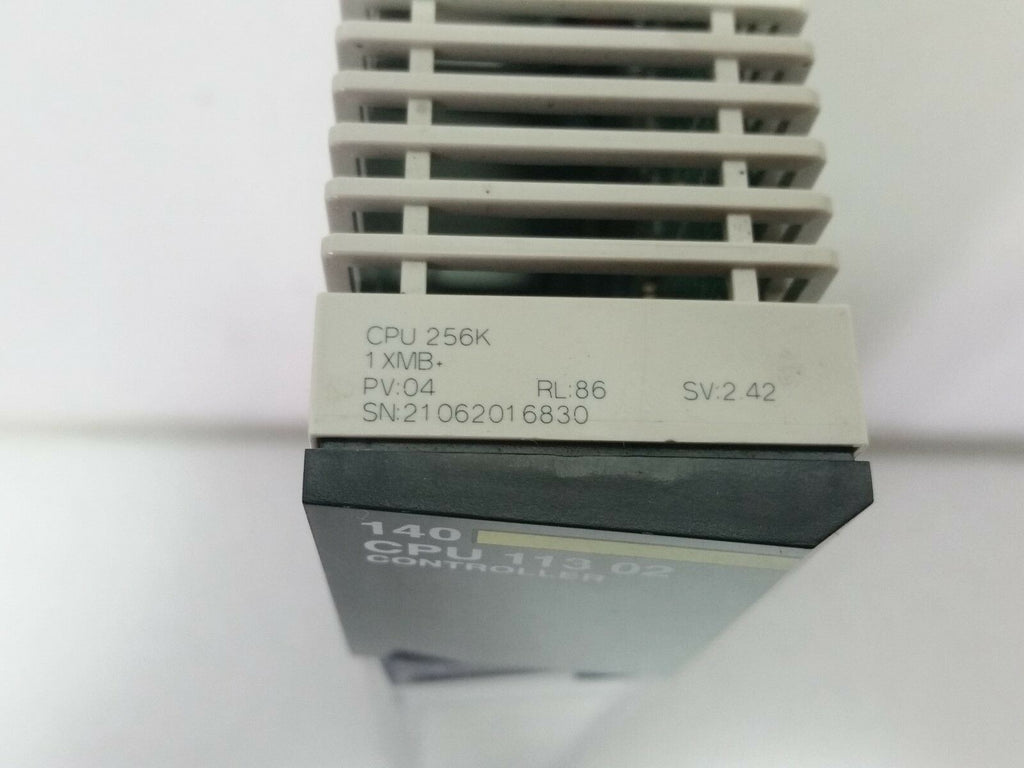 CPU 256K
1XMB+
PV:04 RL:86 SV:2.42
SN:21062016830
140
CPU 113 02
CONTROLLER